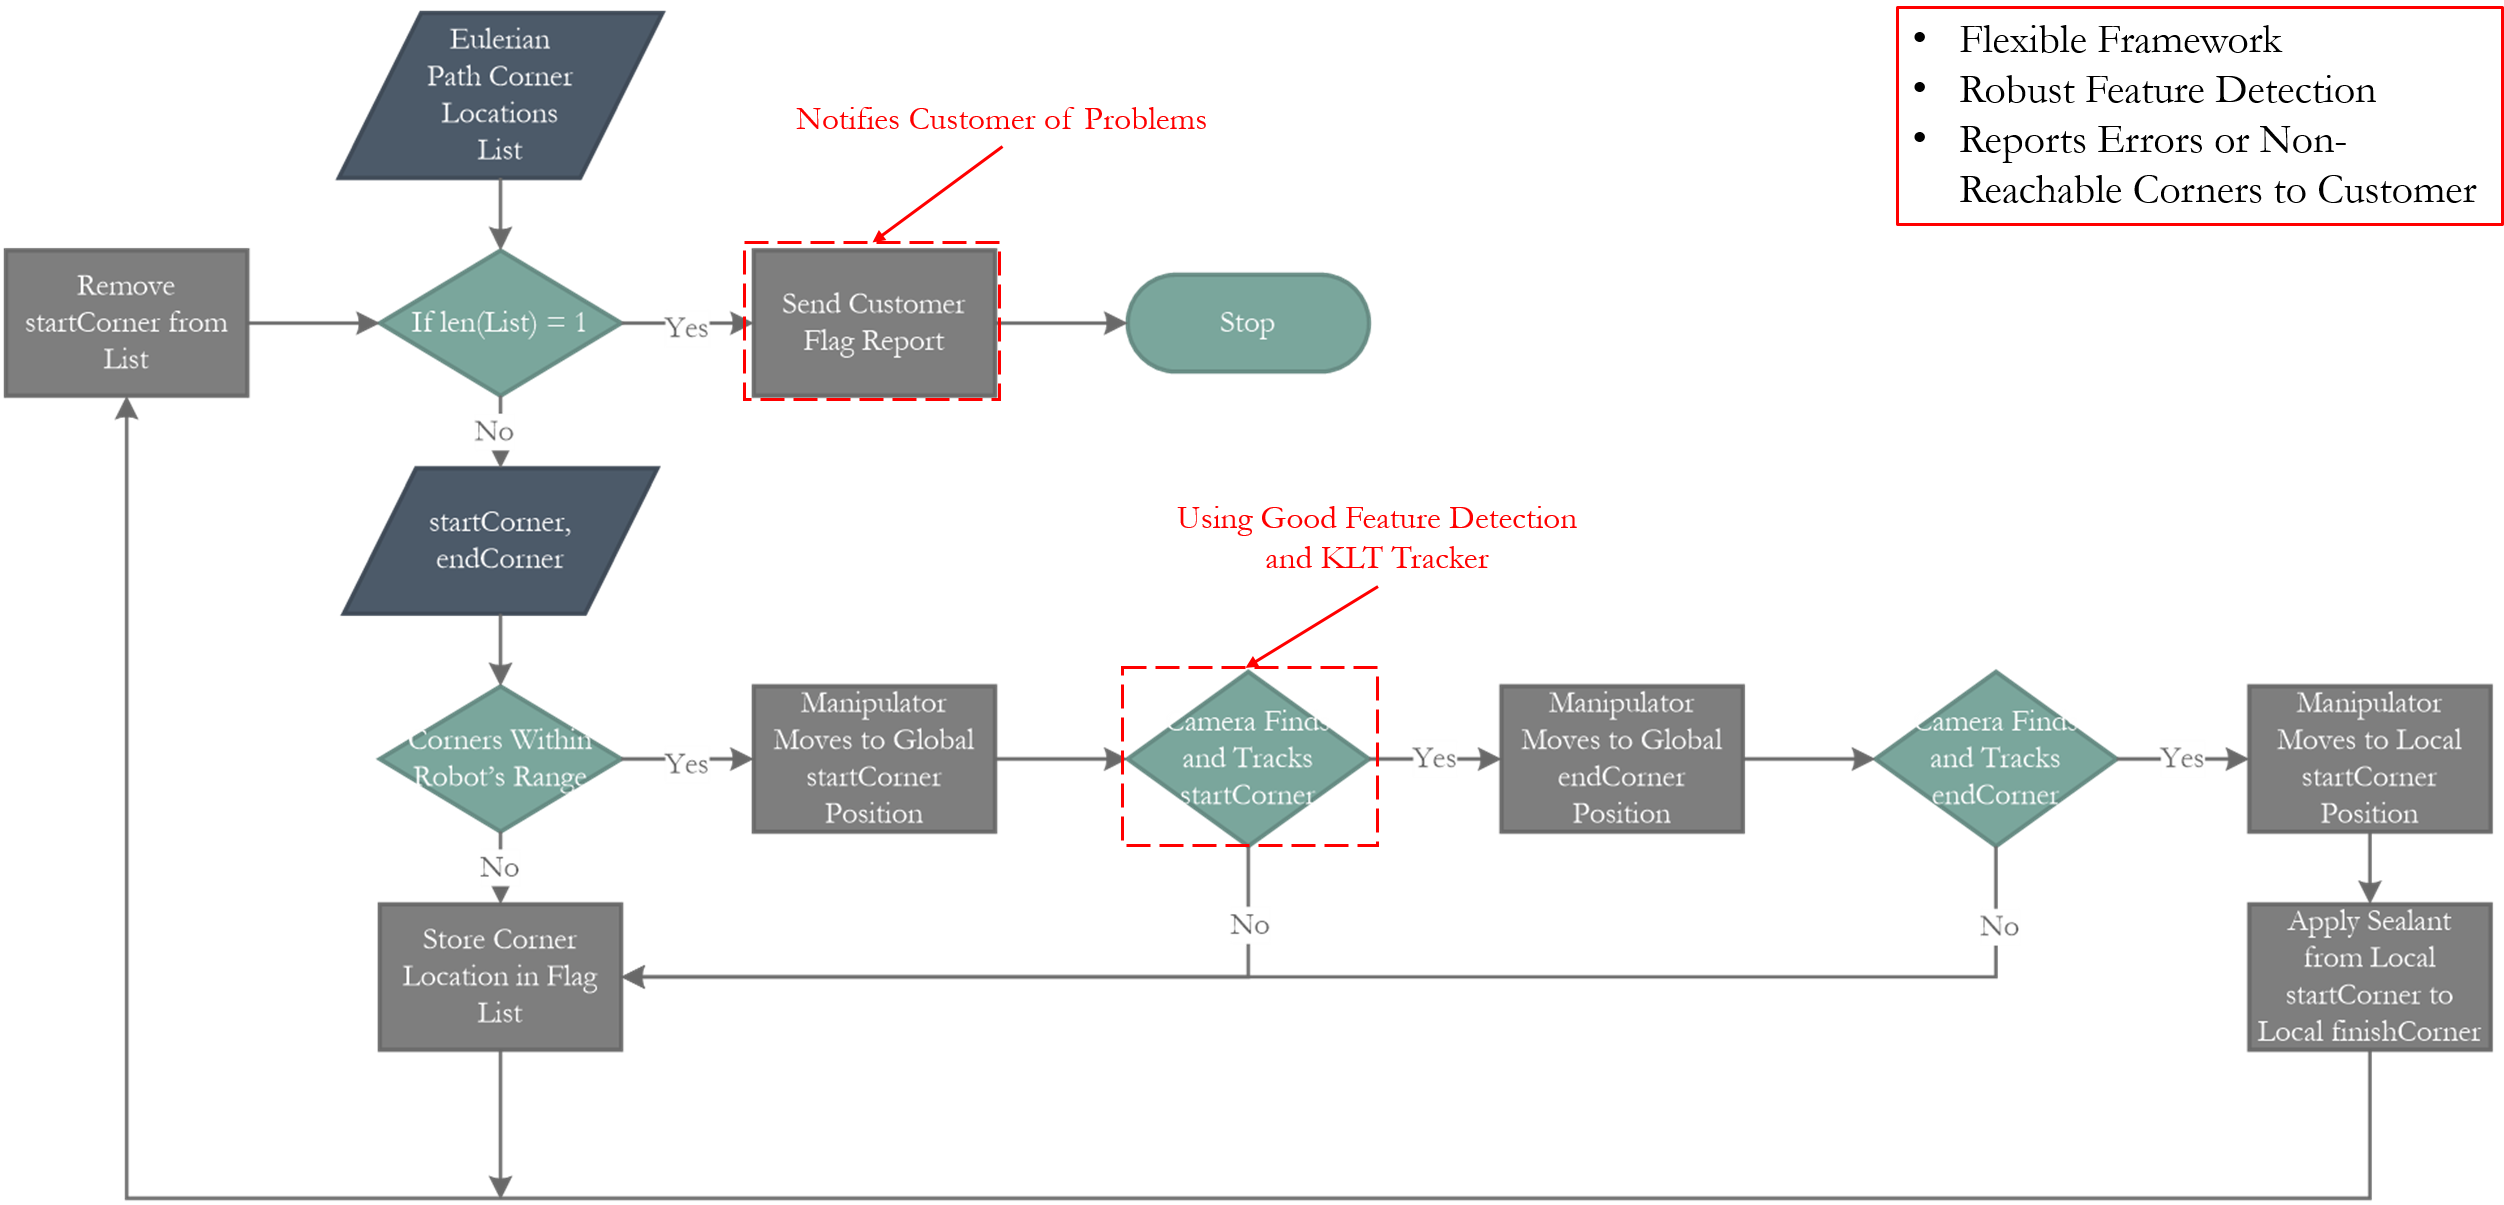 Eulerian
Path Corner
Locations
List
• Flexible Framework
• Robust Feature Detection
• Reports Errors or Non-
Reachable Corners to Customer
Notifies Customer of Problems
Remove
startCorner from
List
If len(List) = 1
Yes
Send Customer
Flag Report
Stop
No
startCorner,
endCorner
Using Good Feature Detection
and KLT Tracker
Corners Within
Robot's Range
Yes
Manipulator
Moves to Global
startCorner
Position
Camera Finds
and Tracks
startCorner
Yes
Manipulator
Moves to Global
endCorner
Position
Camera Finds
and Tracks
endCorner
Yes
Manipulator
Moves to Local
startCorner
Position
No
No
No
Store Corner
Location in Flag
List
Apply Sealant
from Local
startCorner to
Local finishCorner